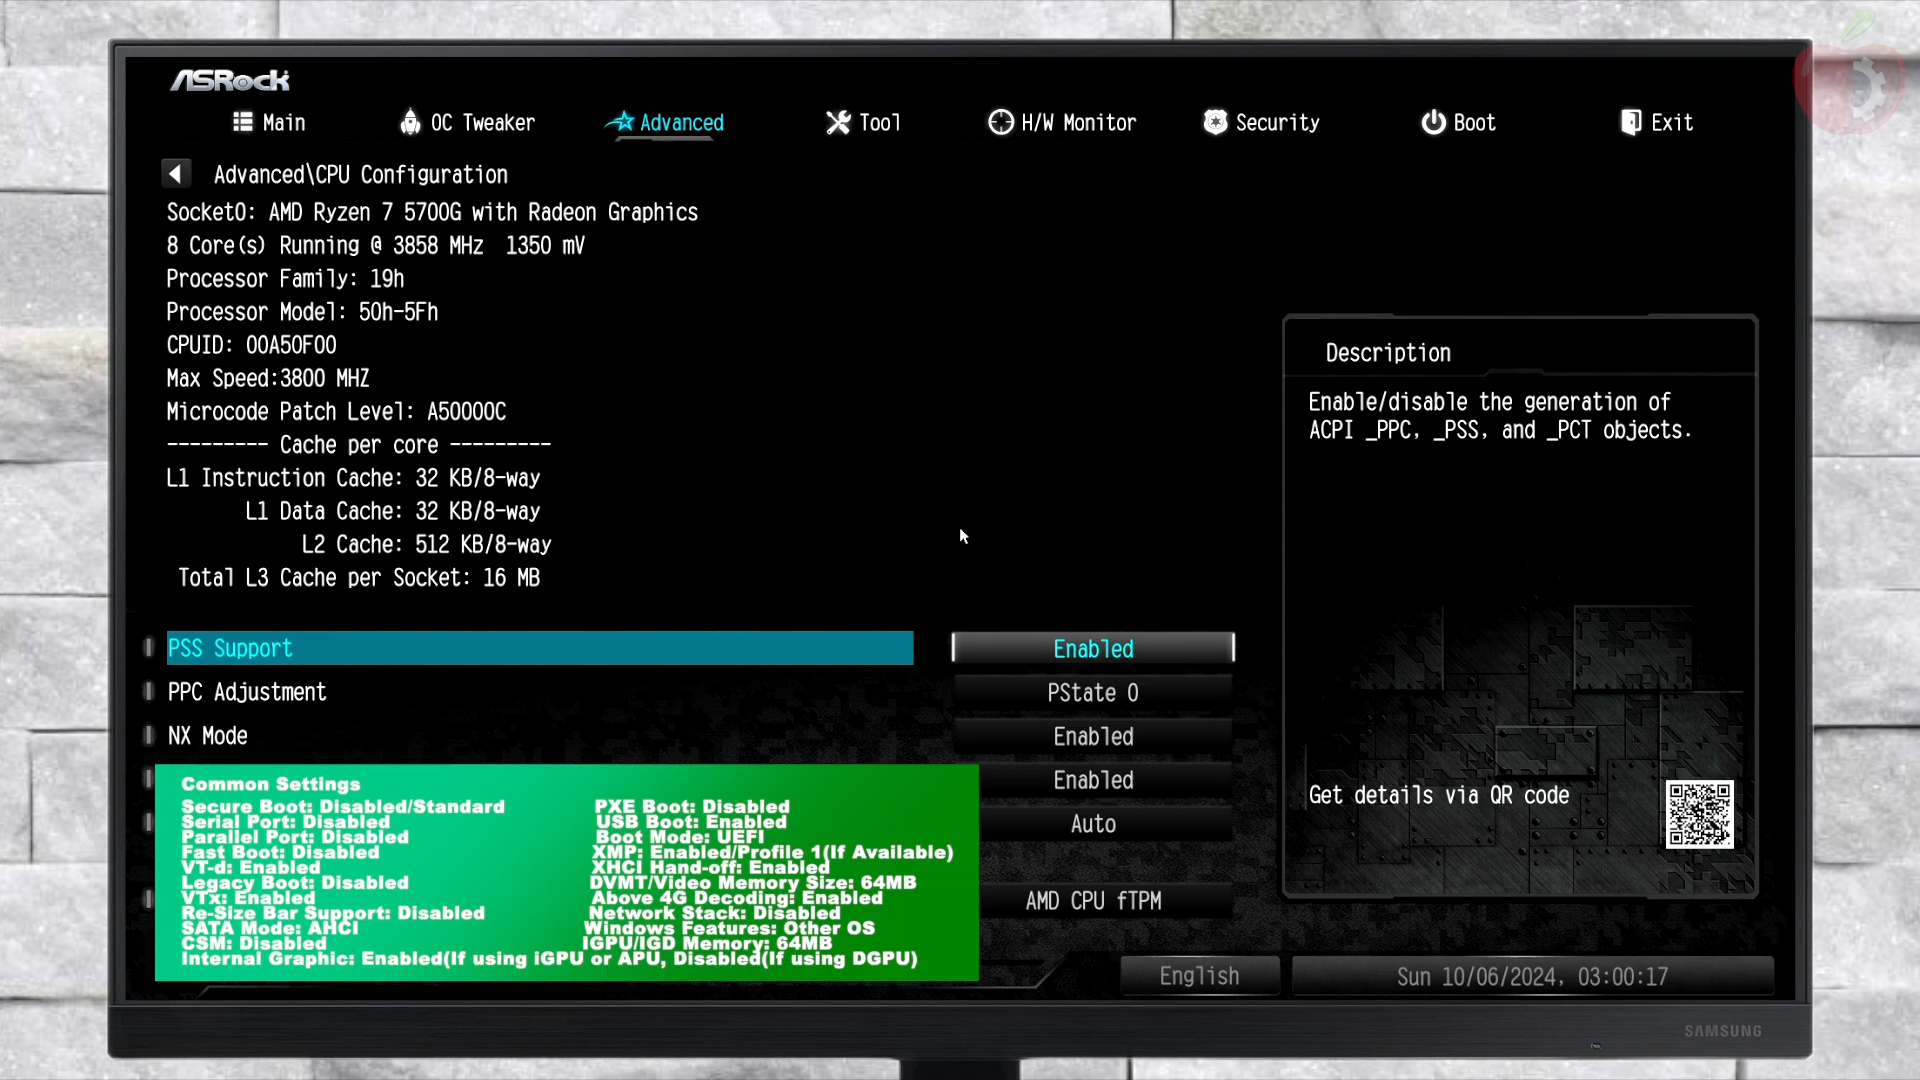 ASRock
Main
OC Tweaker
Advanced
Tool
H/W Monitor
Security
Boot
Exit
Advanced\CPU Configuration
Socket0: AMD Ryzen 7 5700G with Radeon Graphics
8 Core(s) Running @ 3858 MHz  1350 mV
Processor Family: 19h
Processor Model: 50h-5Fh
CPUID: 00A50F00
Max Speed:3800 MHZ
Microcode Patch Level: A50000C
--------- Cache per core ---------
L1 Instruction Cache: 32 KB/8-way
L1 Data Cache: 32 KB/8-way
L2 Cache: 512 KB/8-way
Total L3 Cache per Socket: 16 MB
PSS Support
Enabled
PPC Adjustment
PState 0
NX Mode
Enabled
Enabled
Auto
AMD CPU fTPM
Description
Enable/disable the generation of
ACPI _PPC, _PSS, and _PCT objects.
Get details via QR code
Common Settings
Secure Boot: Disabled/Standard
Serial Port: Disabled
Parallel Port: Disabled
Fast Boot: Disabled
VT-d: Enabled
Legacy Boot: Disabled
VTx: Enabled
Re-Size Bar Support: Disabled
SATA Mode: AHCI
CSM: Disabled
PXE Boot: Disabled
USB Boot: Enabled
Boot Mode: UEFI
XMP: Enabled/Profile 1(If Available)
XHCI Hand-off: Enabled
DVMT/Video Memory Size: 64MB
Above 4G Decoding: Enabled
Network Stack: Disabled
Windows Features: Other OS
IGPU/IGD Memory: 64MB
Internal Graphic: Enabled(If using iGPU or APU, Disabled(If using DGPU)
English
Sun 10/06/2024, 03:00:17
SAMSUNG